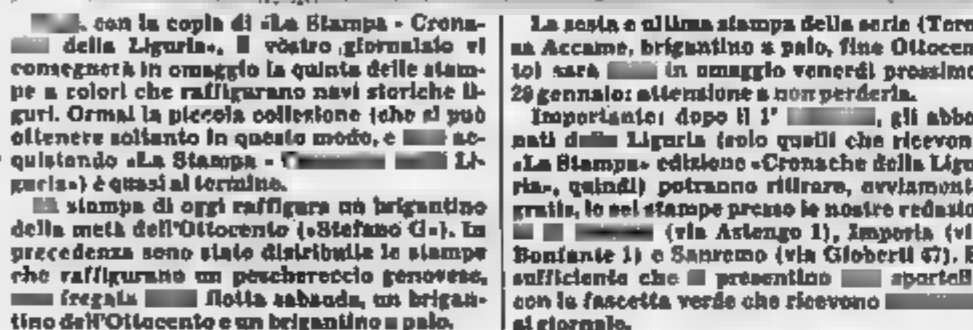 con la copia di «La Stampa - Crona-
della Liguria», vostro giornalaio vi
consegnerà in omaggio la quinta delle stam-
pe a colori che raffigurano navi storiche li-
guri. Ormai la piccola collezione (che si può
ottenere soltanto in questo modo, e ac-
quistando «La Stampa - Li-
guria») è quasi al termine.
stampa di oggi raffigura un brigantino
della metà dell'Ottocento («Stefano G»). In
precedenza sono state distribuite le stampe
che raffigurano un peschereccio genovese,
fregata flotta sabauda, un brigan-
tino dell'Ottocento e un brigantino a palo.
La sesta e ultima stampa della serie (Tere
sa Accame, brigantino a palo, fine Ottocen
to) sarà in omaggio venerdì prossimo
29 gennaio: attensione a non perderla.
Importante: dopo il 1° , gli abbo
nati Liguria (solo quelli che ricevon
«La Stampa» edizione «Cronache della Ligu
ria», quindi) potranno ritirare, ovviament
gratis, le sei stampe presso le nostre redazio
(via Astengo 1), Imperia (vi
Bonfante 1) e Sanremo (via Gioberti 47). E
sufficiente che presentino sportell
con la fascetta verde che ricevono
al giornale.